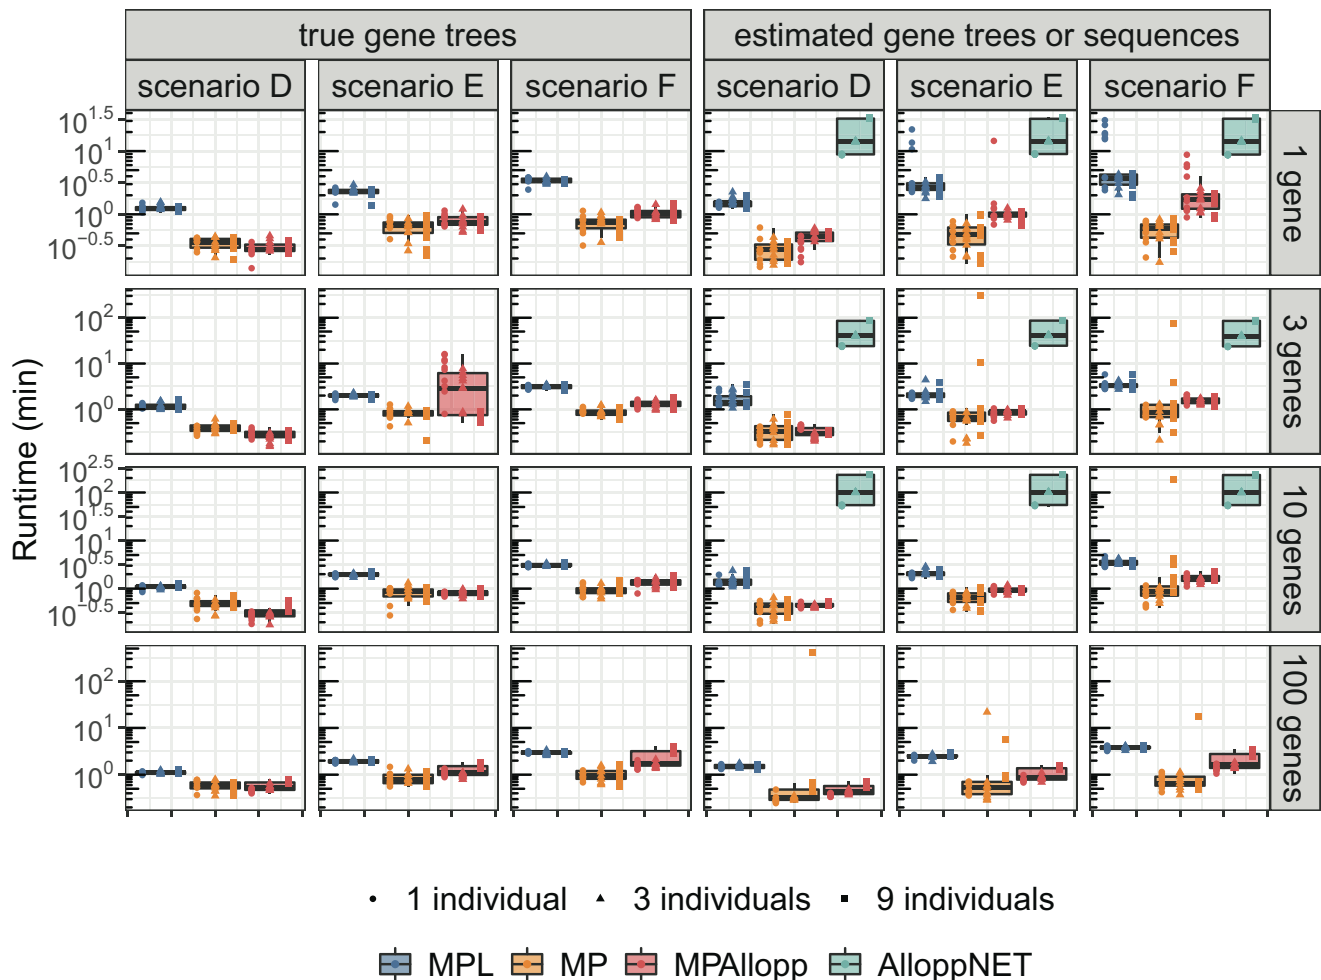 true gene trees
estimated gene trees or sequences
scenario D
scenario E
scenario F
scenario D
scenario E
scenario F
10^1.5
10^1
10^0.5
10^0
10^−0.5
1 gene
10^2
10^1
10^0
3 genes
10^2.5
10^2
10^1.5
10^1
10^0.5
10^0
10^−0.5
10 genes
10^2
10^1
10^0
100 genes
Runtime (min)
1 individual
3 individuals
9 individuals
MPL
MP
MPAllopp
AlloppNET